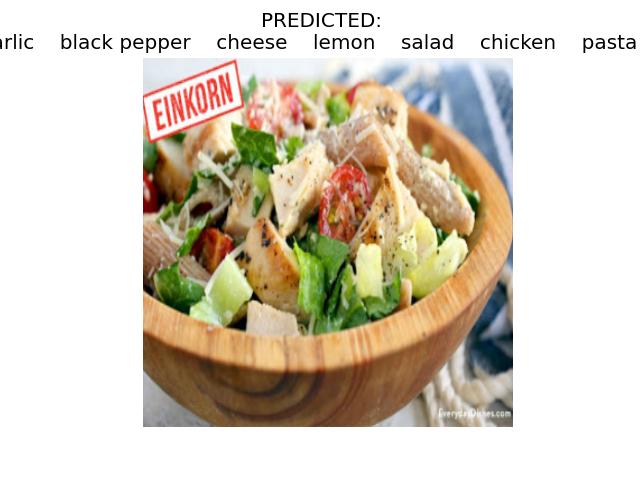 PREDICTED:
arlic black pepper cheese lemon salad chicken pasta
EINKORN
EverydayDishes.com